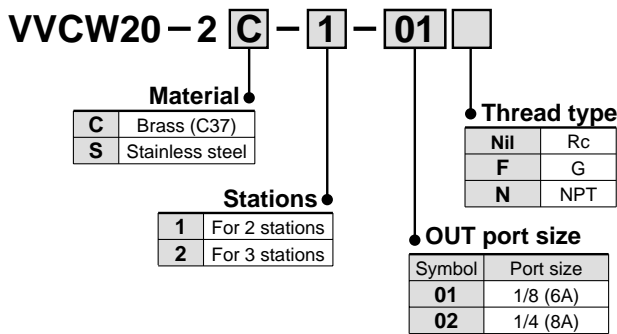 VVCW20－2 C － 1 － 01
Material
C Brass (C37)
S Stainless steel
Stations
1 For 2 stations
2 For 3 stations
Thread type
Nil Rc
F G
N NPT
OUT port size
Symbol Port size
01 1/8 (6A)
02 1/4 (8A)